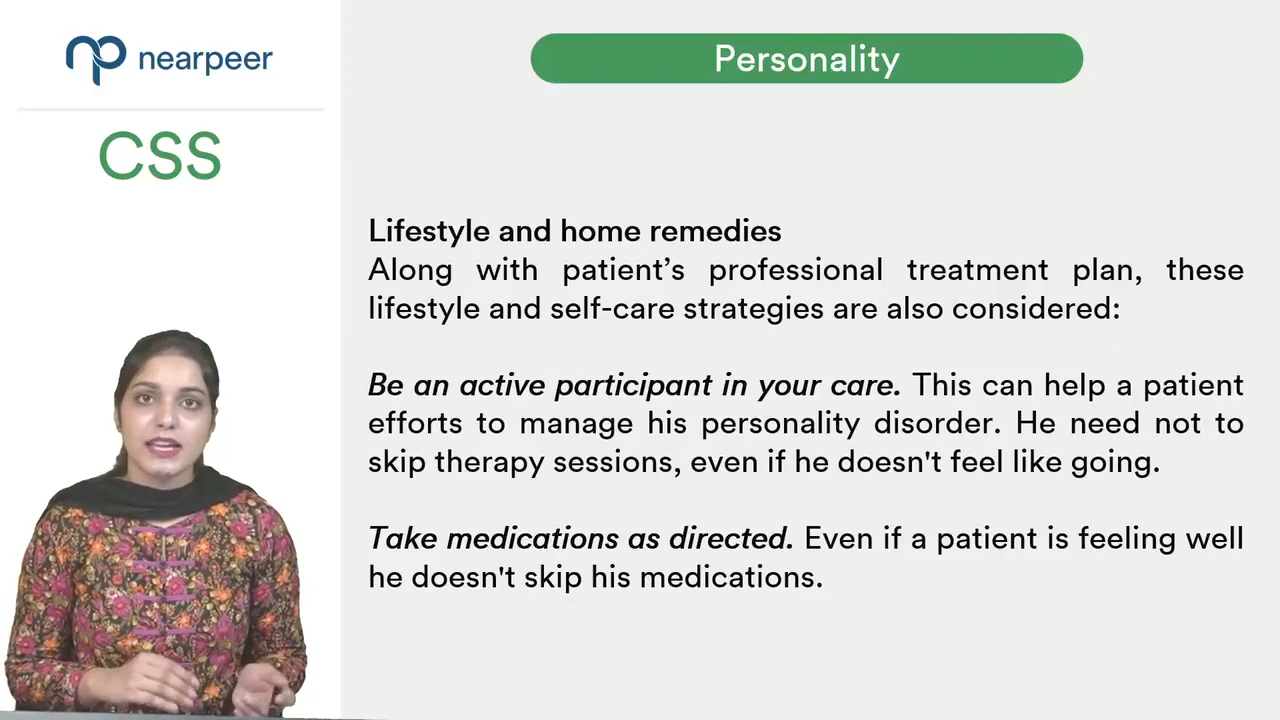 nearpeer
CSS
Personality
Lifestyle and home remedies
Along with patient’s professional treatment plan, these
lifestyle and self-care strategies are also considered:
Be an active participant in your care. This can help a patient
efforts to manage his personality disorder. He need not to
skip therapy sessions, even if he doesn't feel like going.
Take medications as directed. Even if a patient is feeling well
he doesn't skip his medications.